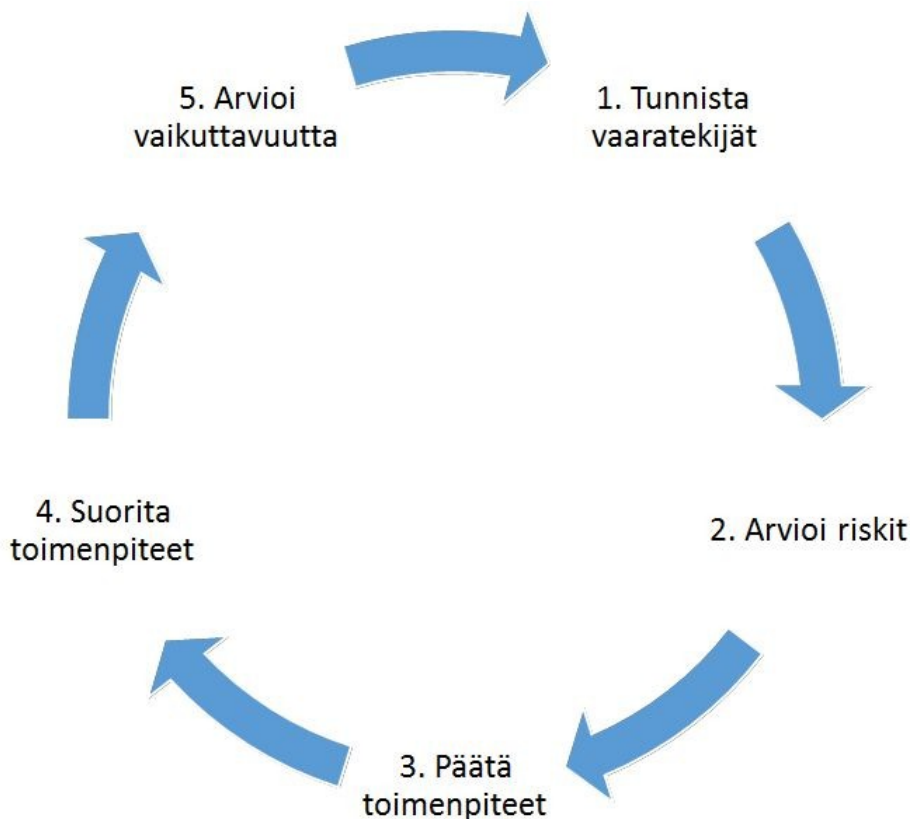 1. Tunnista
vaaratekijät
2. Arvioi riskit
3. Päätä
toimenpiteet
4. Suorita
toimenpiteet
5. Arvioi
vaikuttavuutta